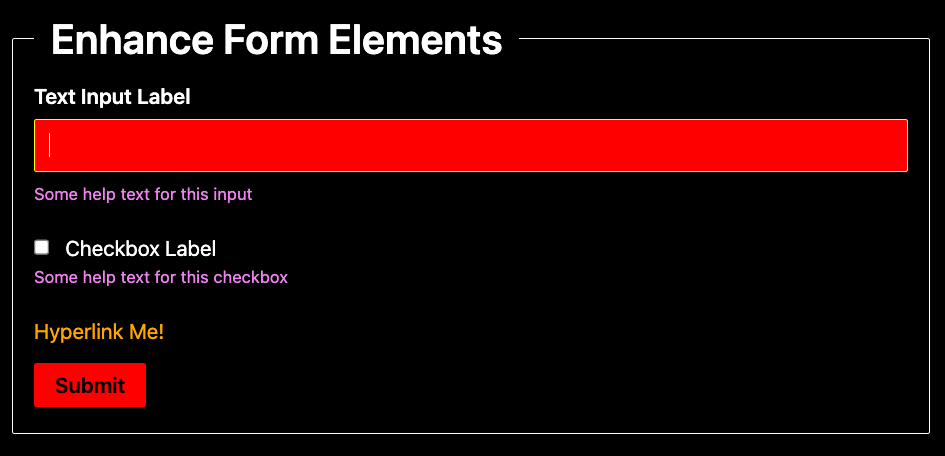 Enhance Form Elements
Text Input Label
Some help text for this input
Checkbox Label
Some help text for this checkbox
Hyperlink Me!
Submit